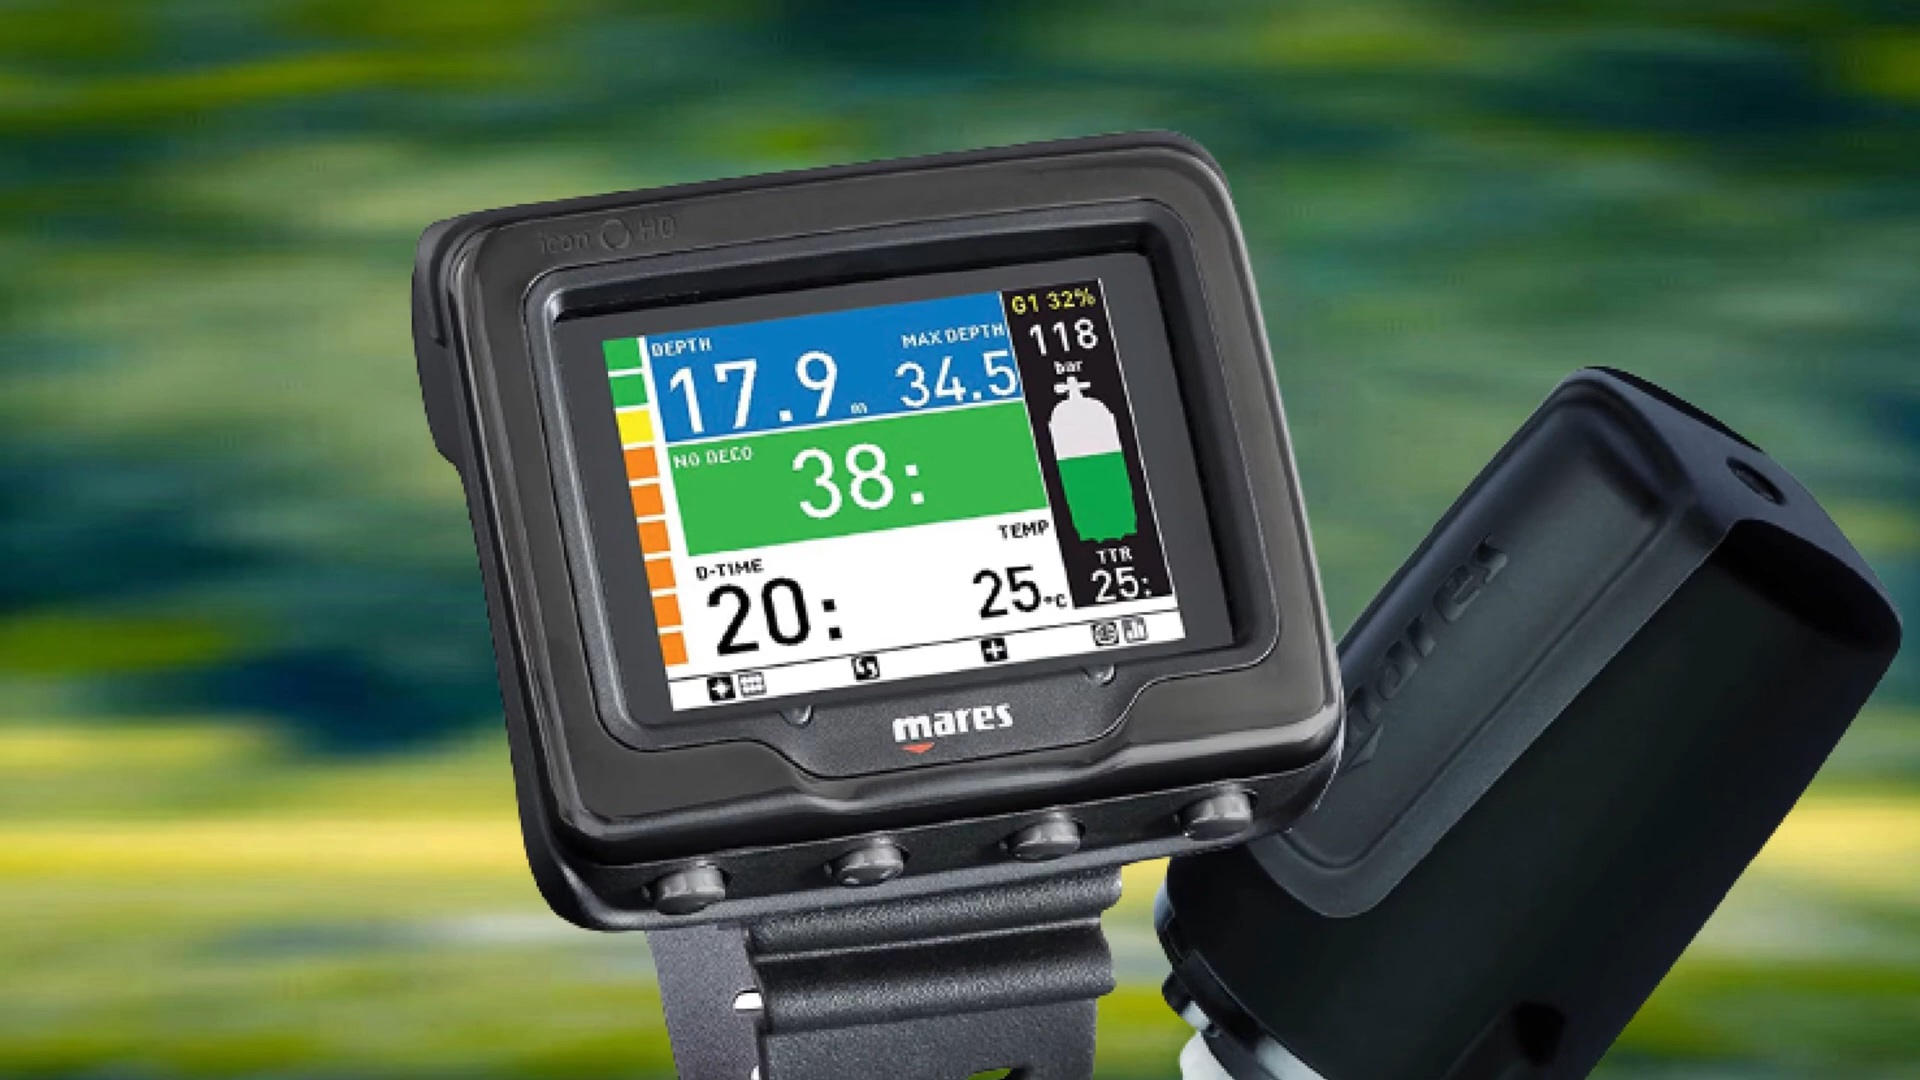 icon HD
G1 32%
DEPTH
MAX DEPTH
118
bar
17.9 m
34.5
NO DECO
38:
TEMP
D-TIME
20:
25.°C
TTR
25:
mares
mares